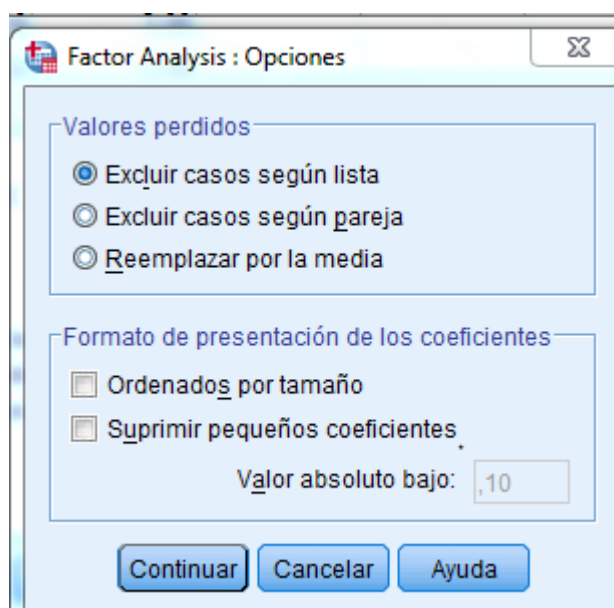 Factor Analysis : Opciones
Valores perdidos
Excluir casos según lista
Excluir casos según pareja
Reemplazar por la media
Formato de presentación de los coeficientes
Ordenados por tamaño
Suprimir pequeños coeficientes
Valor absoluto bajo: ,10
Continuar Cancelar Ayuda